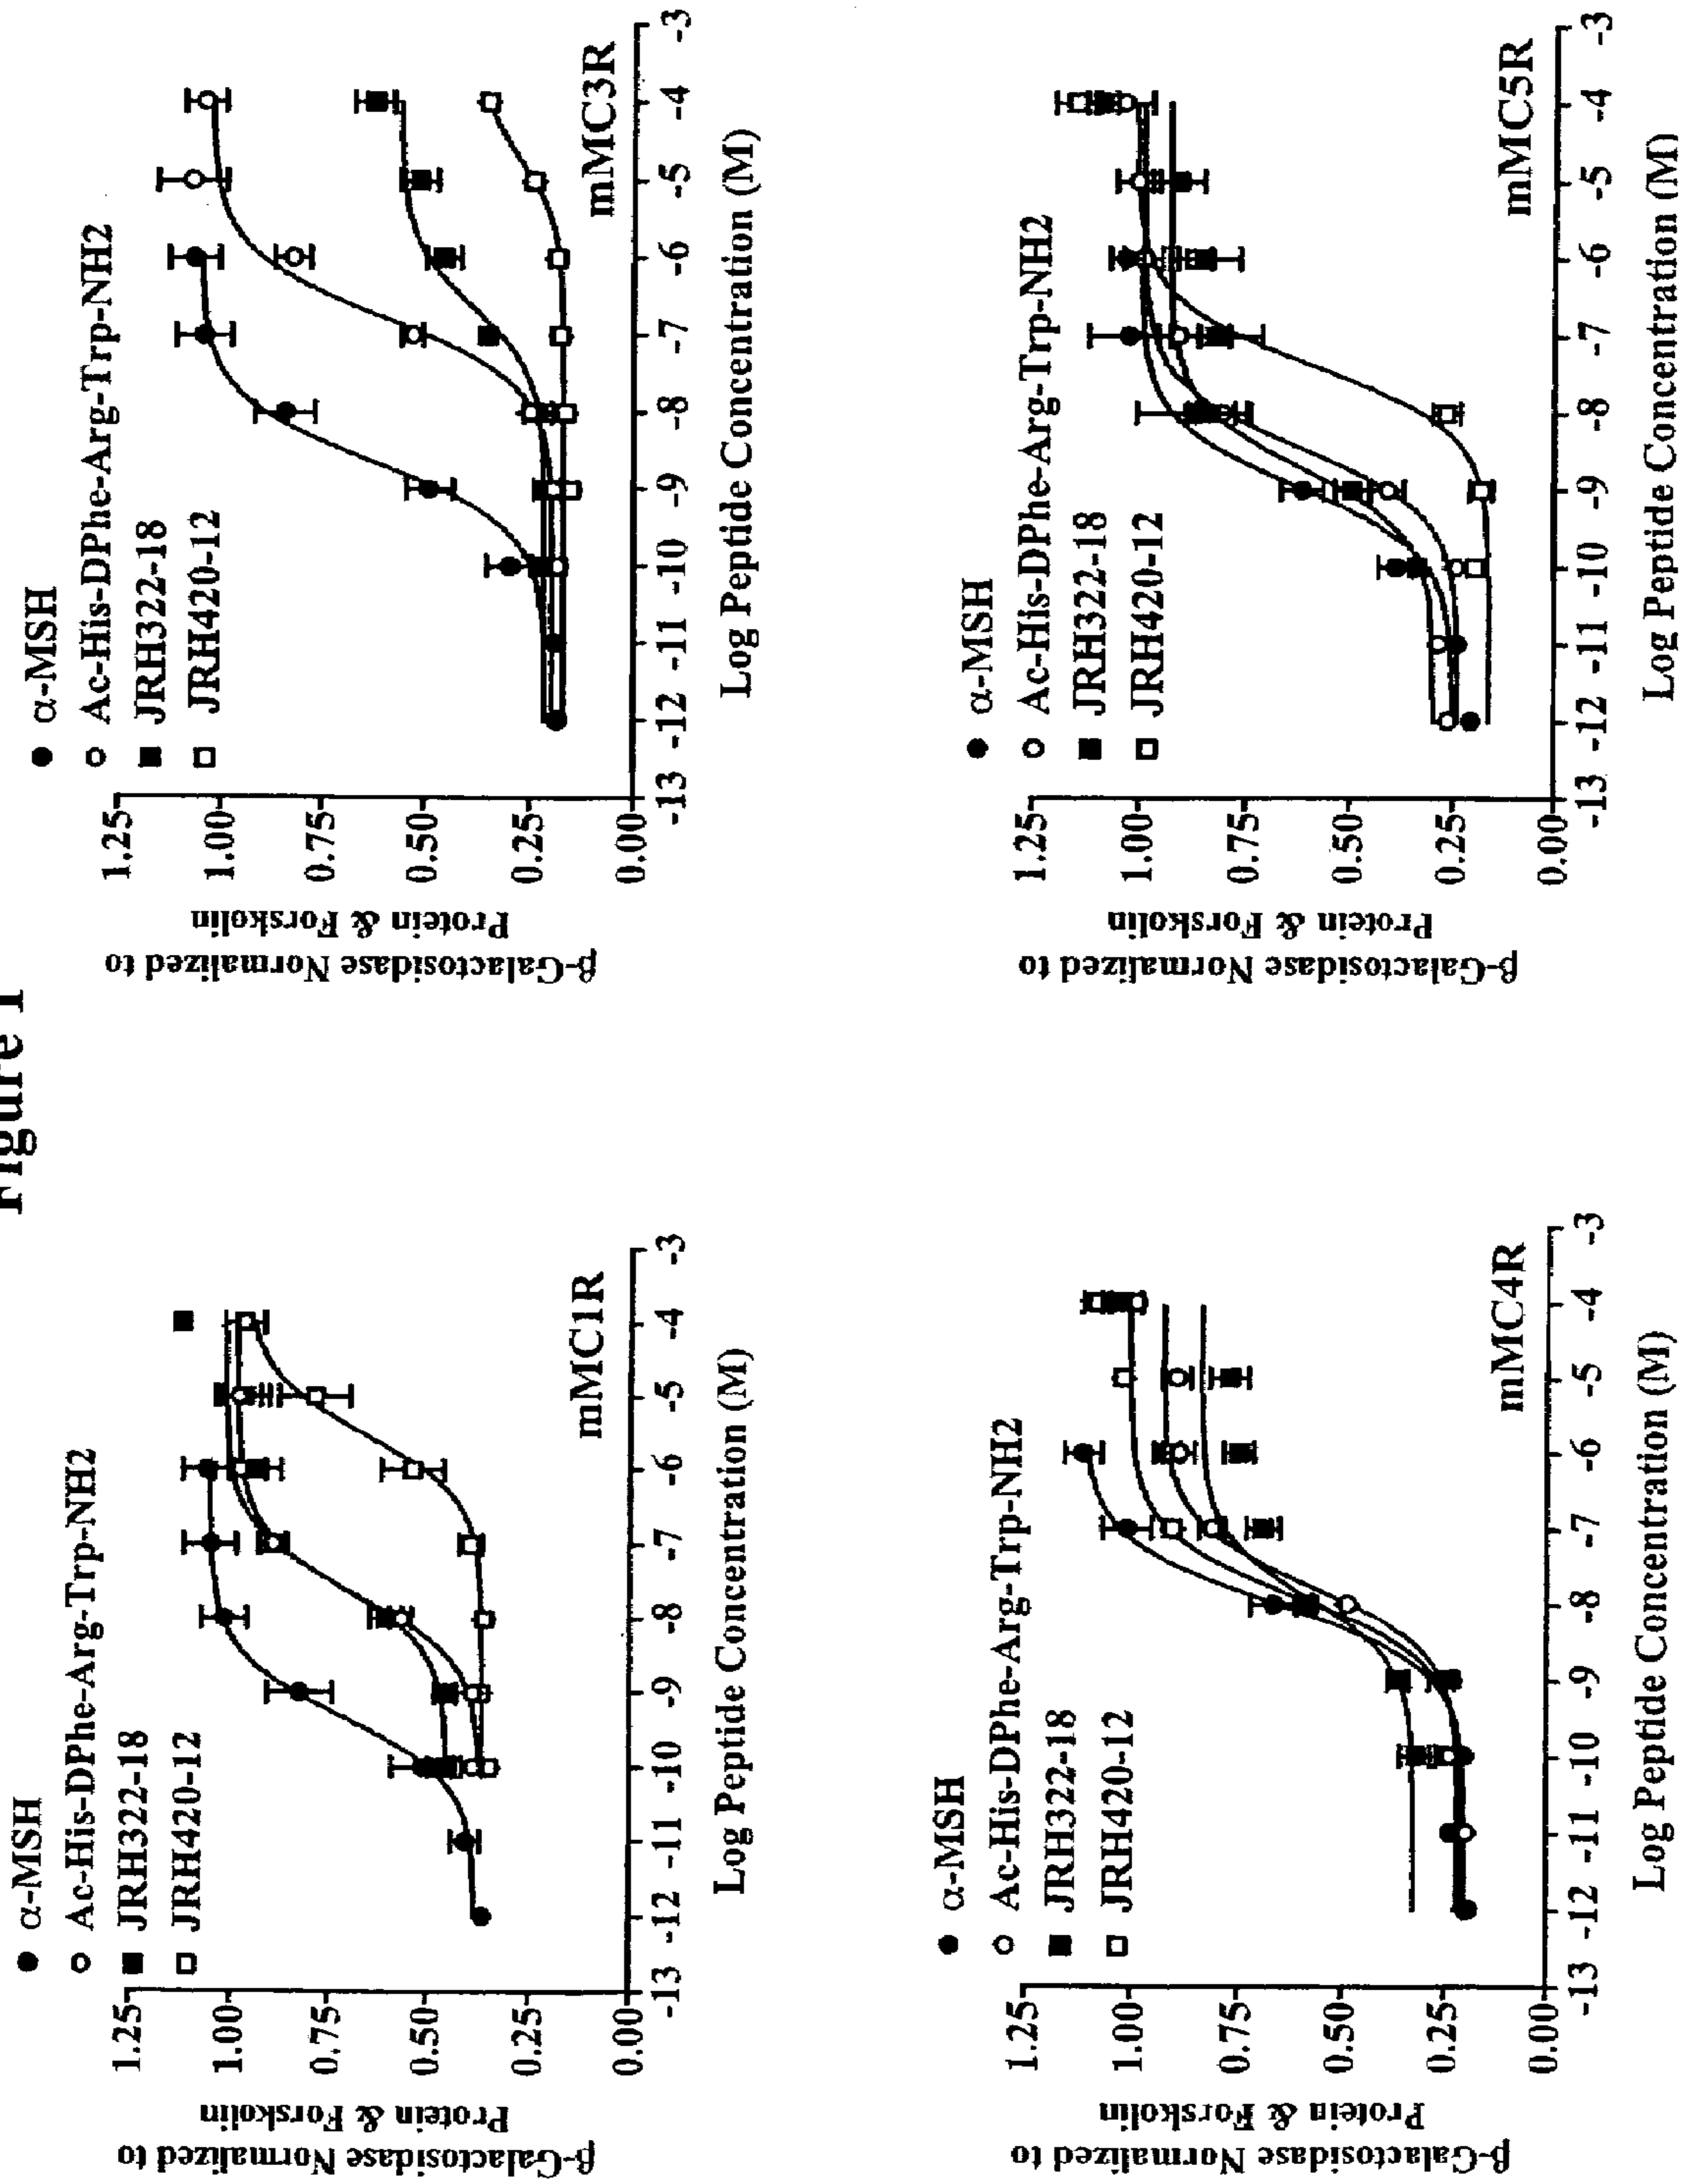 Figure 1
α-MSH
Ac-His-DPhe-Arg-Trp-NH2
JRH322-18
JRH420-12
β-Galactosidase Normalized to
Protein & Forskolin
1.25
1.00
0.75
0.50
0.25
0.00
mMC1R
-13 -12 -11 -10 -9 -8 -7 -6 -5 -4 -3
Log Peptide Concentration (M)
α-MSH
Ac-His-DPhe-Arg-Trp-NH2
JRH322-18
JRH420-12
β-Galactosidase Normalized to
Protein & Forskolin
1.25
1.00
0.75
0.50
0.25
0.00
mMC3R
-13 -12 -11 -10 -9 -8 -7 -6 -5 -4 -3
Log Peptide Concentration (M)
α-MSH
Ac-His-DPhe-Arg-Trp-NH2
JRH322-18
JRH420-12
β-Galactosidase Normalized to
Protein & Forskolin
1.25
1.00
0.75
0.50
0.25
0.00
mMC4R
-13 -12 -11 -10 -9 -8 -7 -6 -5 -4 -3
Log Peptide Concentration (M)
α-MSH
Ac-His-DPhe-Arg-Trp-NH2
JRH322-18
JRH420-12
β-Galactosidase Normalized to
Protein & Forskolin
1.25
1.00
0.75
0.50
0.25
0.00
mMC5R
-13 -12 -11 -10 -9 -8 -7 -6 -5 -4 -3
Log Peptide Concentration (M)